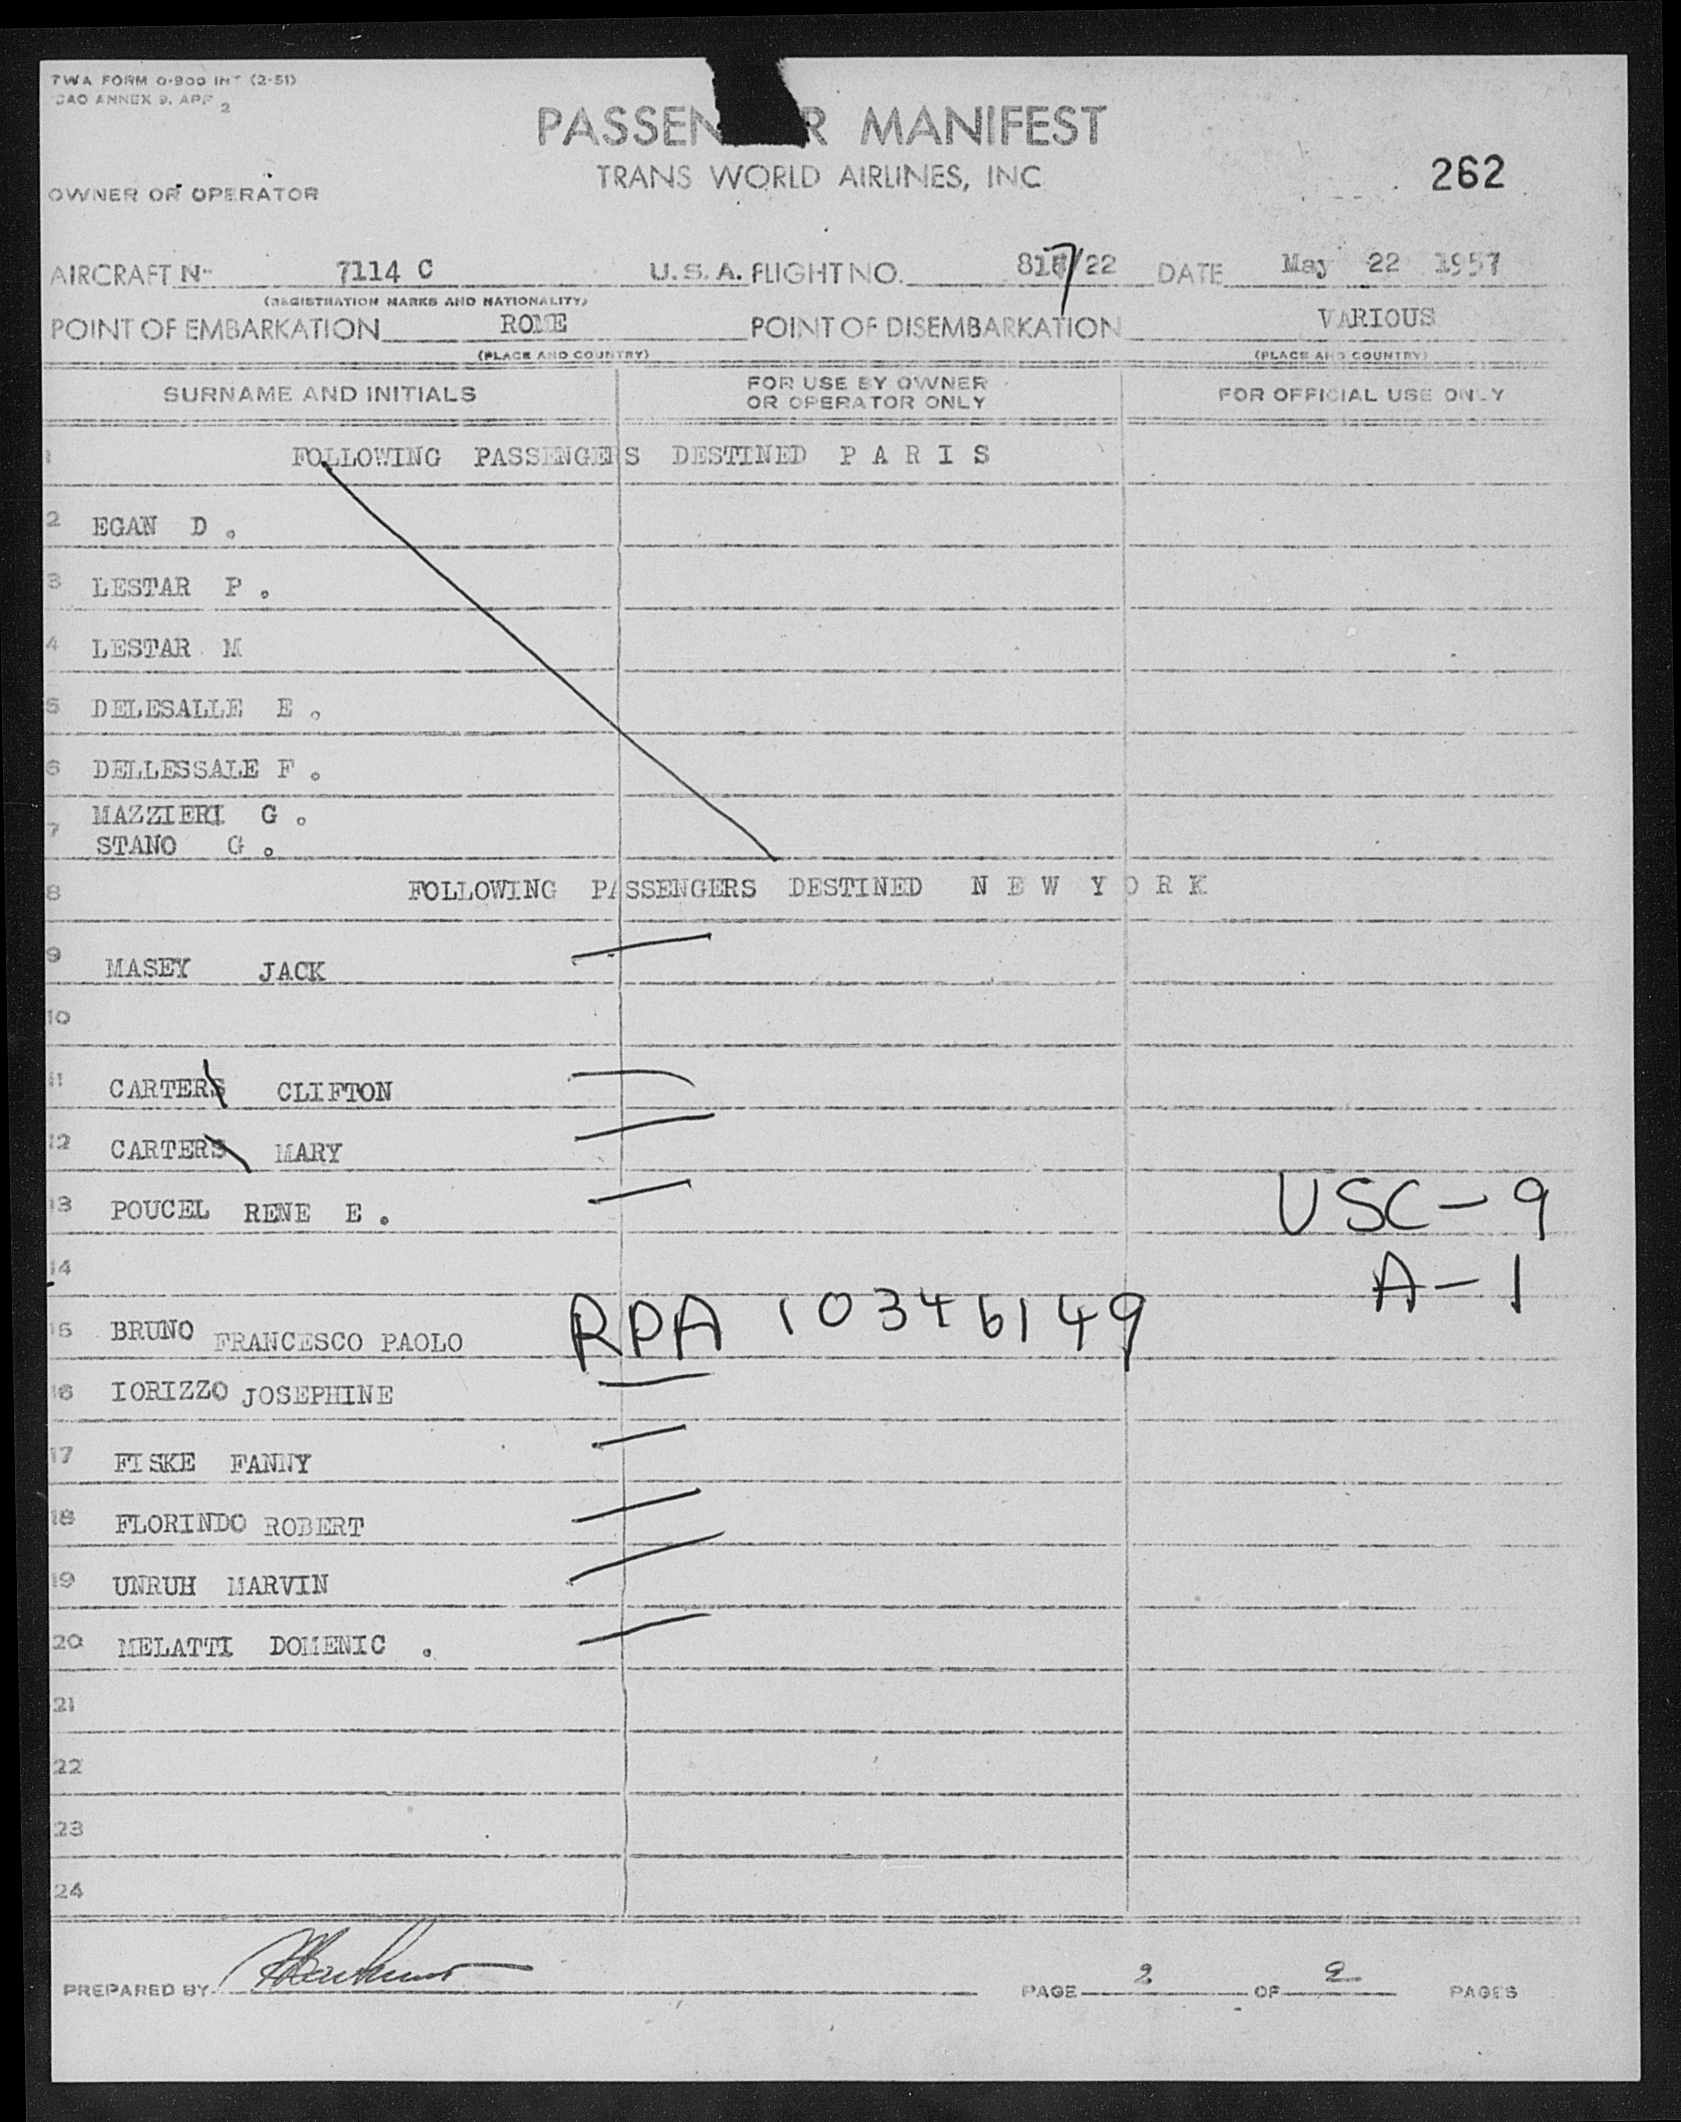 TWA FORM O-900 INT (2-51)
ICAO ANNEX 9, APP 2
PASSEN R MANIFEST
TRANS WORLD AIRLINES, INC
262
OWNER OR OPERATOR
AIRCRAFT Nº 7114 C U. S. A. FLIGHT NO. 817/22 DATE May 22 1957
(REGISTRATION MARKS AND NATIONALITY)
POINT OF EMBARKATION ROME POINT OF DISEMBARKATION VARIOUS
(PLACE AND COUNTRY) (PLACE AND COUNTRY)
SURNAME AND INITIALS FOR USE BY OWNER OR OPERATOR ONLY FOR OFFICIAL USE ONLY
1 FOLLOWING PASSENGERS DESTINED P A R I S
2 EGAN D .
3 LESTAR P .
4 LESTAR M
5 DELESALLE E .
6 DELLESSALE F .
7 MAZZIERI G .
STANO G .
8 FOLLOWING PASSENGERS DESTINED N E W Y O R K
9 MASEY JACK
10
11 CARTERS CLIFTON
12 CARTERS MARY
13 POUCEL RENE E .
USC-9
14
A-1
15 BRUNO FRANCESCO PAOLO RPA 10346149
16 IORIZZO JOSEPHINE
17 FISKE FANNY
18 FLORINDO ROBERT
19 UNRUH MARVIN
20 MELATTI DOMENIC .
21
22
23
24
PREPARED BY PAGE 2 OF 2 PAGES